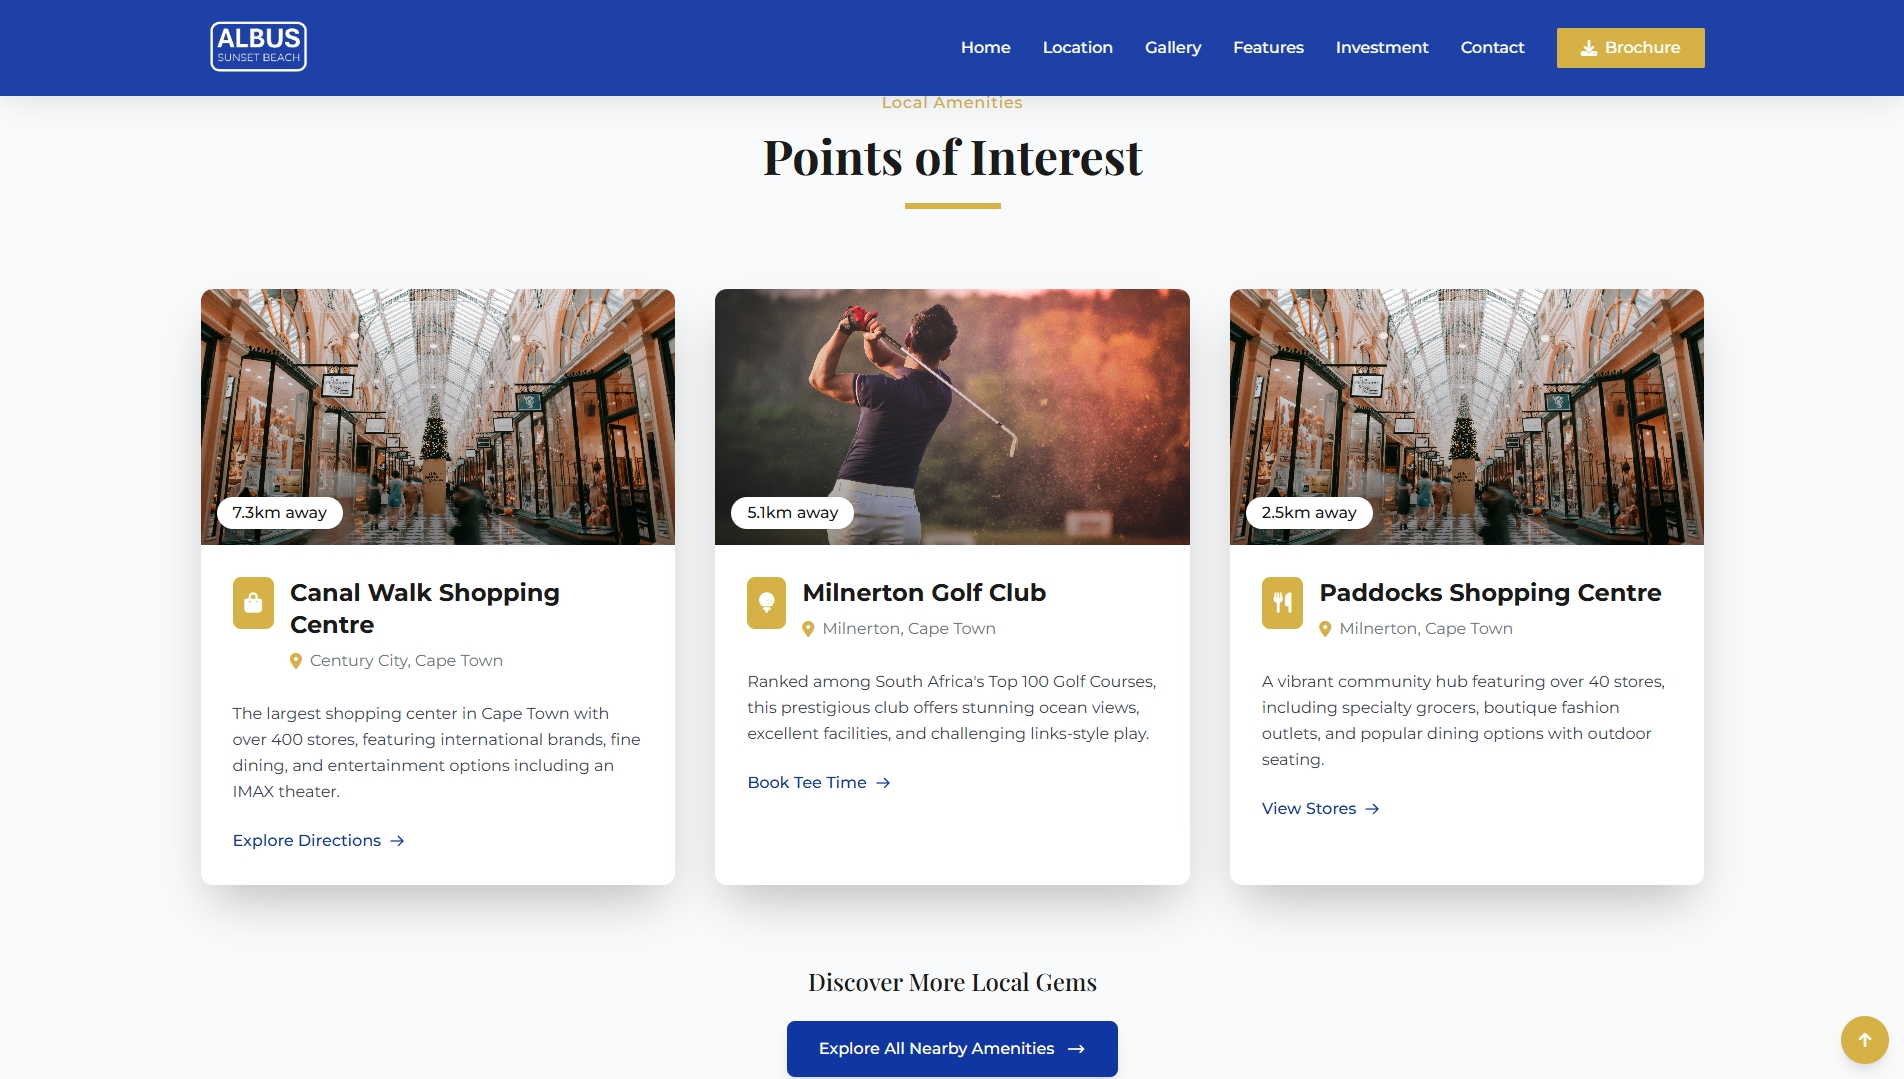 ALBUS
SUNSET BEACH
Home
Location
Gallery
Features
Investment
Contact
Brochure
Local Amenities
Points of Interest
7.3km away
5.1km away
2.5km away
Canal Walk Shopping
Centre
Century City, Cape Town
The largest shopping center in Cape Town with
over 400 stores, featuring international brands, fine
dining, and entertainment options including an
IMAX theater.
Explore Directions
Milnerton Golf Club
Milnerton, Cape Town
Ranked among South Africa's Top 100 Golf Courses,
this prestigious club offers stunning ocean views,
excellent facilities, and challenging links-style play.
Book Tee Time
Paddocks Shopping Centre
Milnerton, Cape Town
A vibrant community hub featuring over 40 stores,
including specialty grocers, boutique fashion
outlets, and popular dining options with outdoor
seating.
View Stores
Discover More Local Gems
Explore All Nearby Amenities